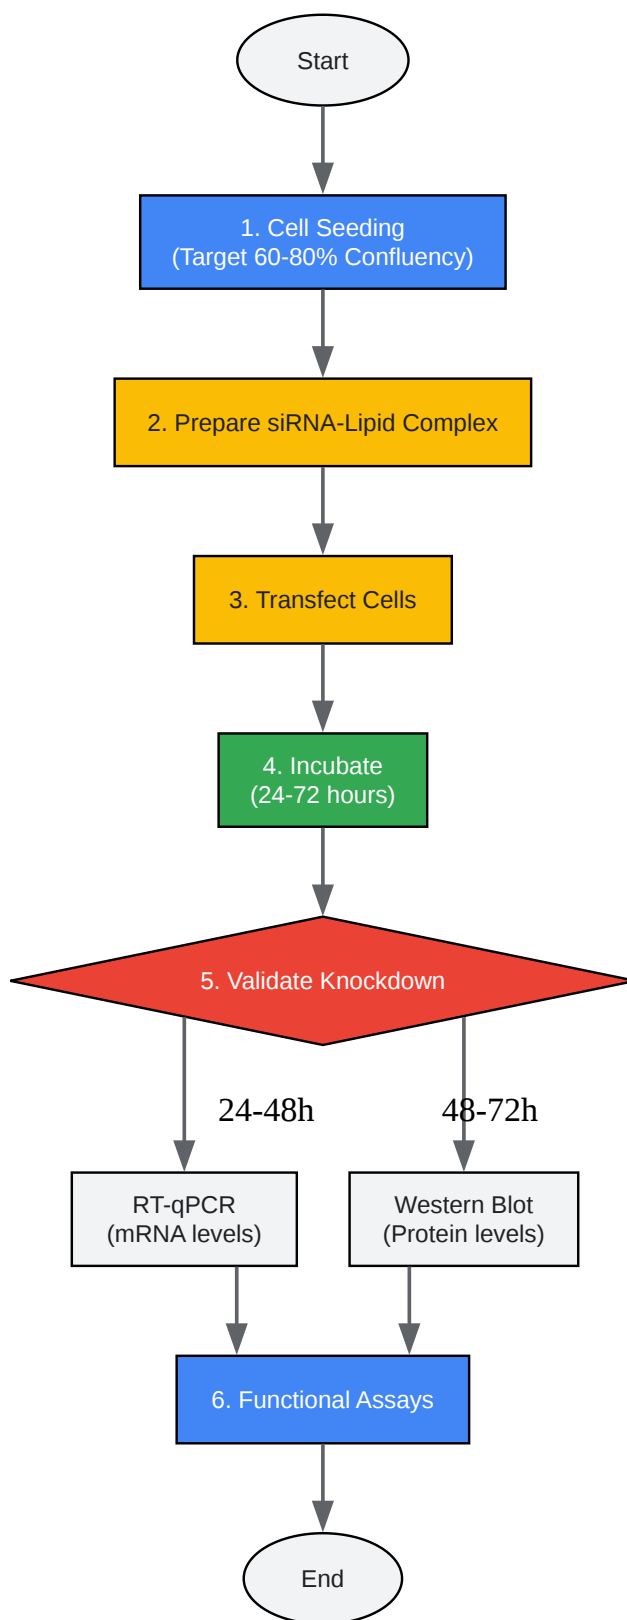 Start
1. Cell Seeding
(Target 60-80% Confluency)
2. Prepare siRNA-Lipid Complex
3. Transfect Cells
4. Incubate
(24-72 hours)
5. Validate Knockdown
24-48h
48-72h
RT-qPCR
(mRNA levels)
Western Blot
(Protein levels)
6. Functional Assays
End